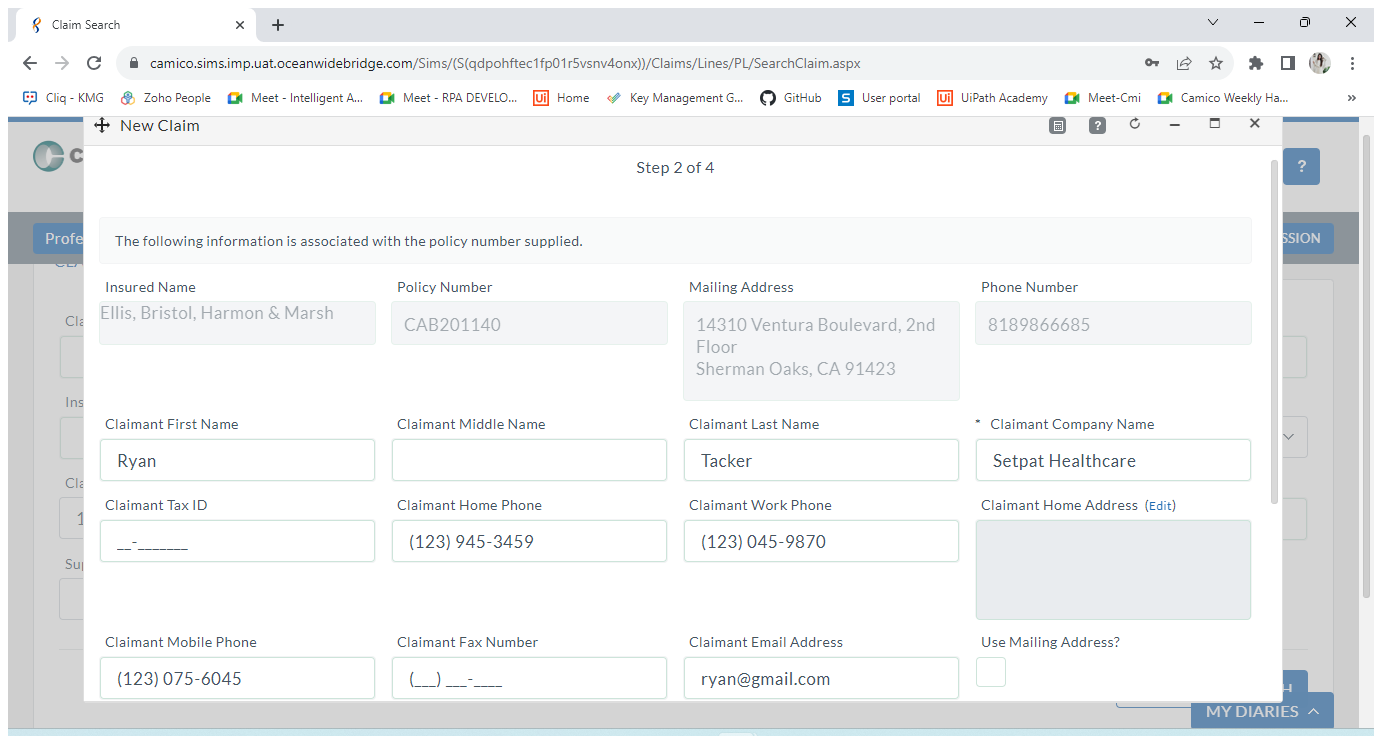 Claim Search
camico.sims.imp.uat.oceanwidebridge.com/Sims/(S(qdpohftec1fp01r5vsnv4onx))/Claims/Lines/PL/SearchClaim.aspx
Cliq - KMG Zoho People Meet - Intelligent A... Meet - RPA DEVELO... Home Key Management G... GitHub User portal UiPath Academy Meet-Cmi Camico Weekly Ha... »
New Claim
?
Step 2 of 4
?
Profe
SSION
The following information is associated with the policy number supplied.
Insured Name Policy Number Mailing Address Phone Number
Ellis, Bristol, Harmon & Marsh CAB201140 14310 Ventura Boulevard, 2nd 8189866685
Floor
Sherman Oaks, CA 91423
Cla
Ins
Claimant First Name Claimant Middle Name Claimant Last Name * Claimant Company Name
Ryan Tacker Setpat Healthcare
Cla
Claimant Tax ID Claimant Home Phone Claimant Work Phone Claimant Home Address (Edit)
1
__-_______ (123) 945-3459 (123) 045-9870
Su
Claimant Mobile Phone Claimant Fax Number Claimant Email Address Use Mailing Address?
(123) 075-6045 (___) ___-____ ryan@gmail.com
H
MY DIARIES